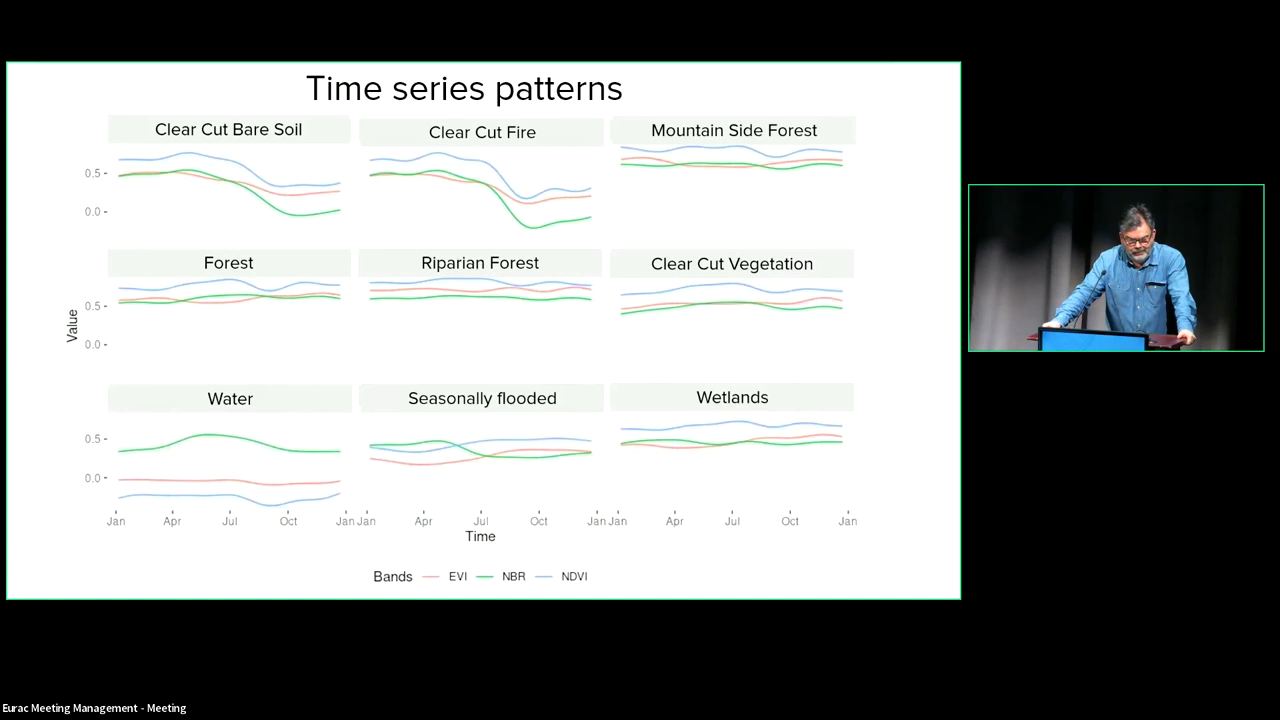 Time series patterns
Clear Cut Bare Soil
Clear Cut Fire
Mountain Side Forest
0.5
0.0
Forest
Riparian Forest
Clear Cut Vegetation
0.5
0.0
Value
Water
Seasonally flooded
Wetlands
0.5
0.0
Jan Apr Jul Oct Jan Jan Apr Jul Oct Jan Jan Apr Jul Oct Jan
Time
Bands EVI NBR NDVI
Eurac Meeting Management - Meeting